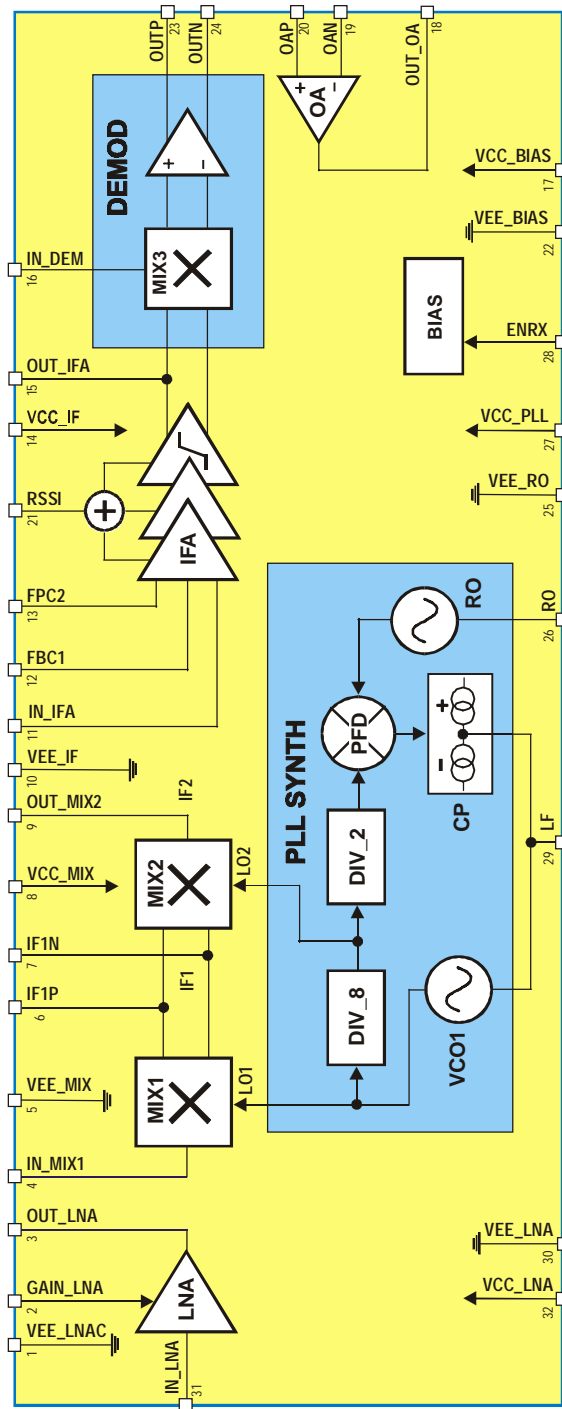 VEE_LNAC
1
GAIN_LNA
2
OUT_LNA
3
IN_MIX1
4
VEE_MIX
5
IF1P
6
IF1N
7
VCC_MIX
8
OUT_MIX2
9
VEE_IF
10
IN_IFA
11
FBC1
12
FPC2
13
RSSI
21
VCC_IF
14
OUT_IFA
15
IN_DEM
16
OUTP
23
OUTN
24
OAP
20
OAN
19
OUT_OA
18
IN_LNA
31
LNA
MIX1
IF1
MIX2
IF2
LO1
LO2
IFA
+
DEMOD
MIX3
+
−
OA
+
−
PLL SYNTH
DIV_8
DIV_2
PFD
RO
VCO1
CP
− +
BIAS
VCC_LNA
32
VEE_LNA
30
LF
29
RO
26
VEE_RO
25
VCC_PLL
27
ENRX
28
VEE_BIAS
22
VCC_BIAS
17